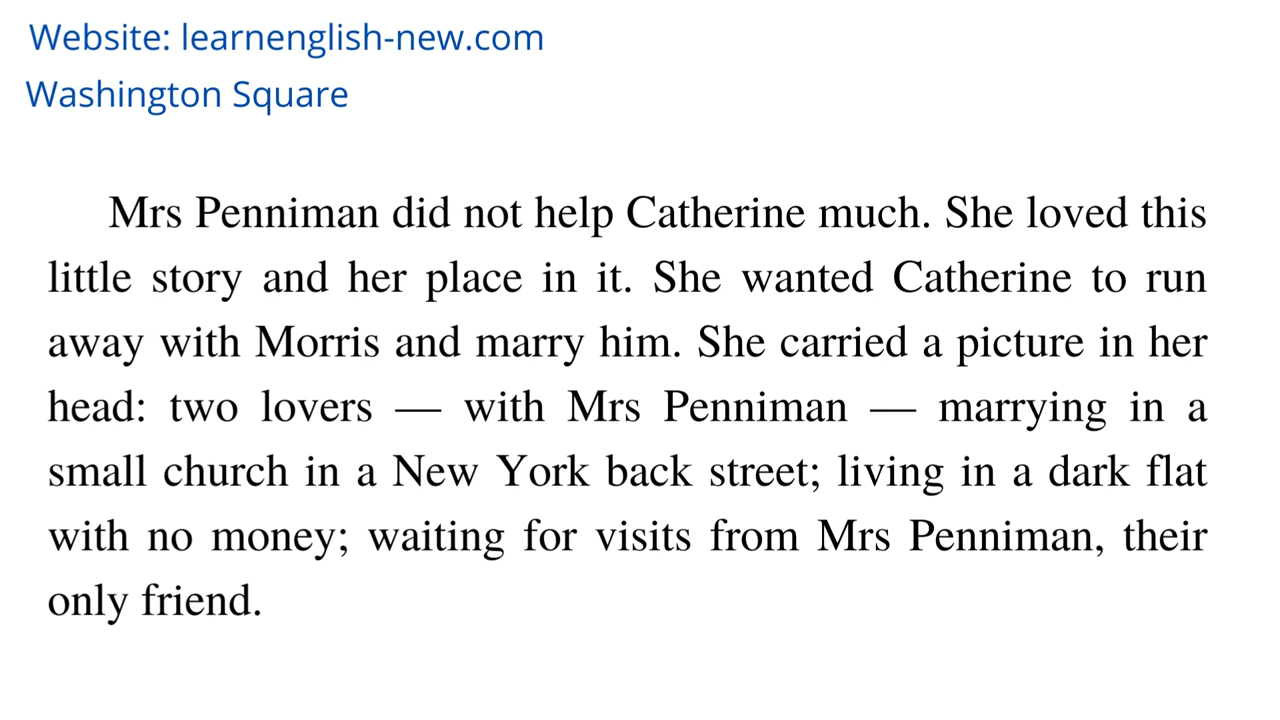 Website: learnenglish-new.com
Washington Square
Mrs Penniman did not help Catherine much. She loved this
little story and her place in it. She wanted Catherine to run
away with Morris and marry him. She carried a picture in her
head: two lovers — with Mrs Penniman — marrying in a
small church in a New York back street; living in a dark flat
with no money; waiting for visits from Mrs Penniman, their
only friend.